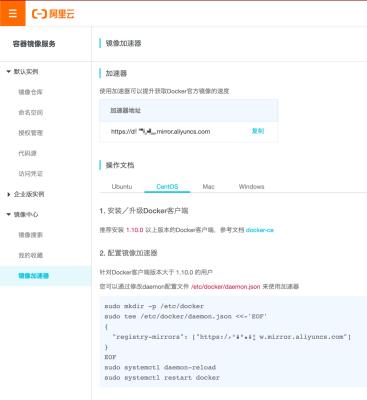 阿里云
容器镜像服务
默认实例
镜像仓库
命名空间
授权管理
代码源
访问凭证
企业版实例
镜像中心
镜像搜索
我的收藏
镜像加速器
镜像加速器
加速器
使用加速器可以提升获取Docker官方镜像的速度
加速器地址
.mirror.aliyuncs.com 复制
操作文档
Ubuntu CentOS Mac Windows
1. 安装／升级Docker客户端
推荐安装 1.10.0 以上版本的Docker客户端，参考文档 docker-ce
2. 配置镜像加速器
针对Docker客户端版本大于 1.10.0 的用户
您可以通过修改daemon配置文件 /etc/docker/daemon.json 来使用加速器
sudo mkdir -p /etc/docker
sudo tee /etc/docker/daemon.json <<-'EOF'
{
"registry-mirrors": ["https:/ w.mirror.aliyuncs.com"]
}
EOF
sudo systemctl daemon-reload
sudo systemctl restart docker